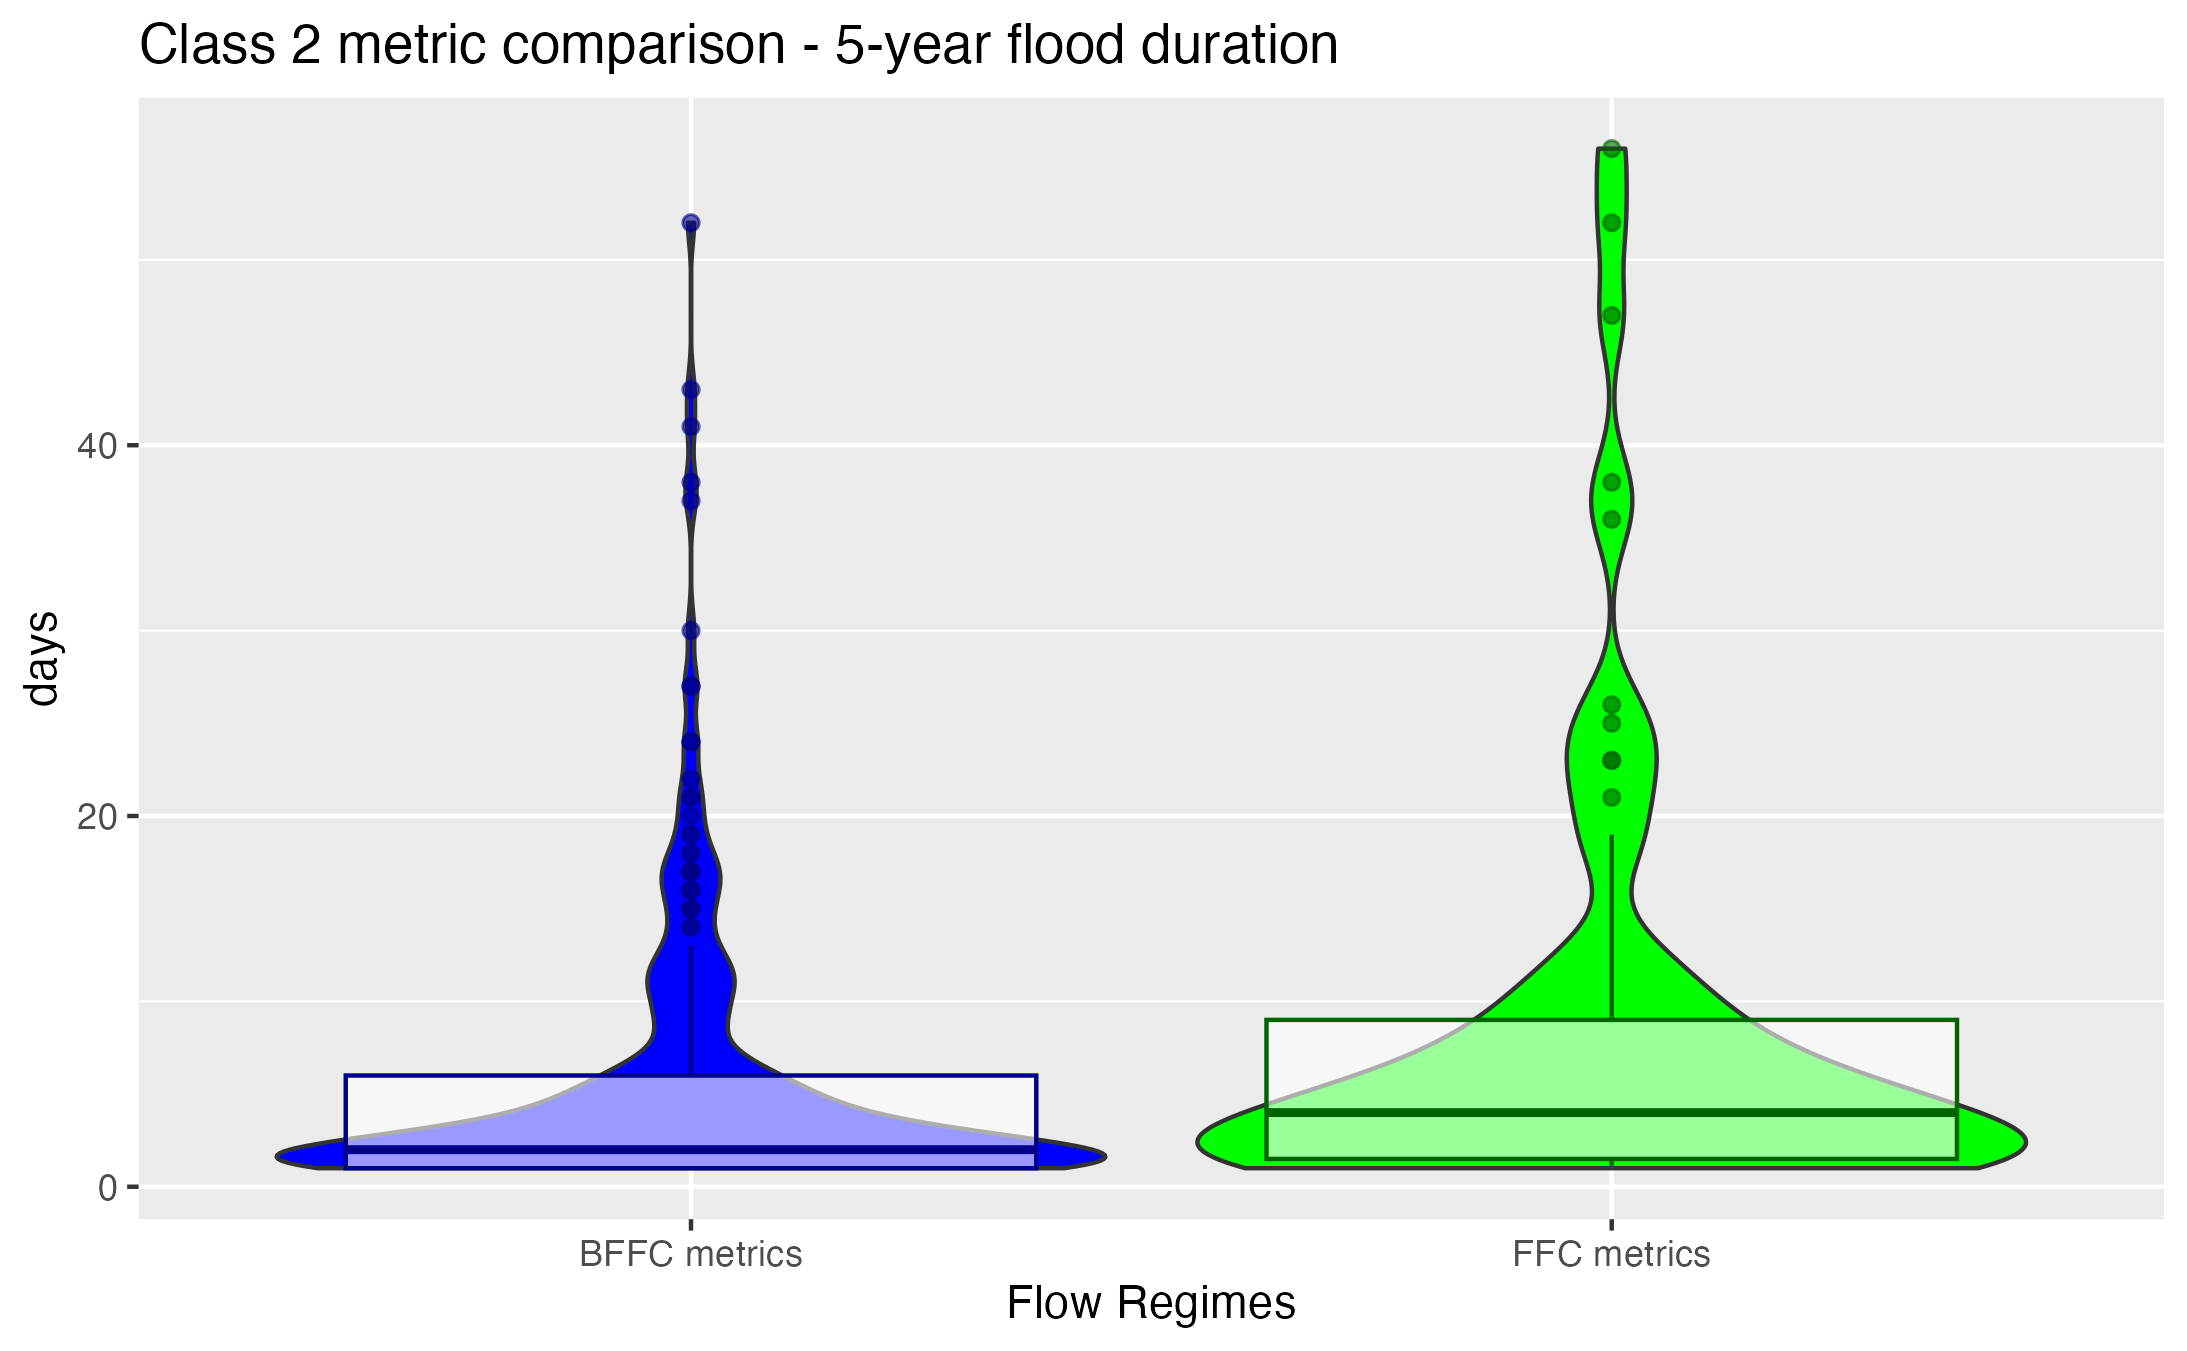 Class 2 metric comparison - 5-year flood duration
days
40
20
0
BFFC metrics
FFC metrics
Flow Regimes